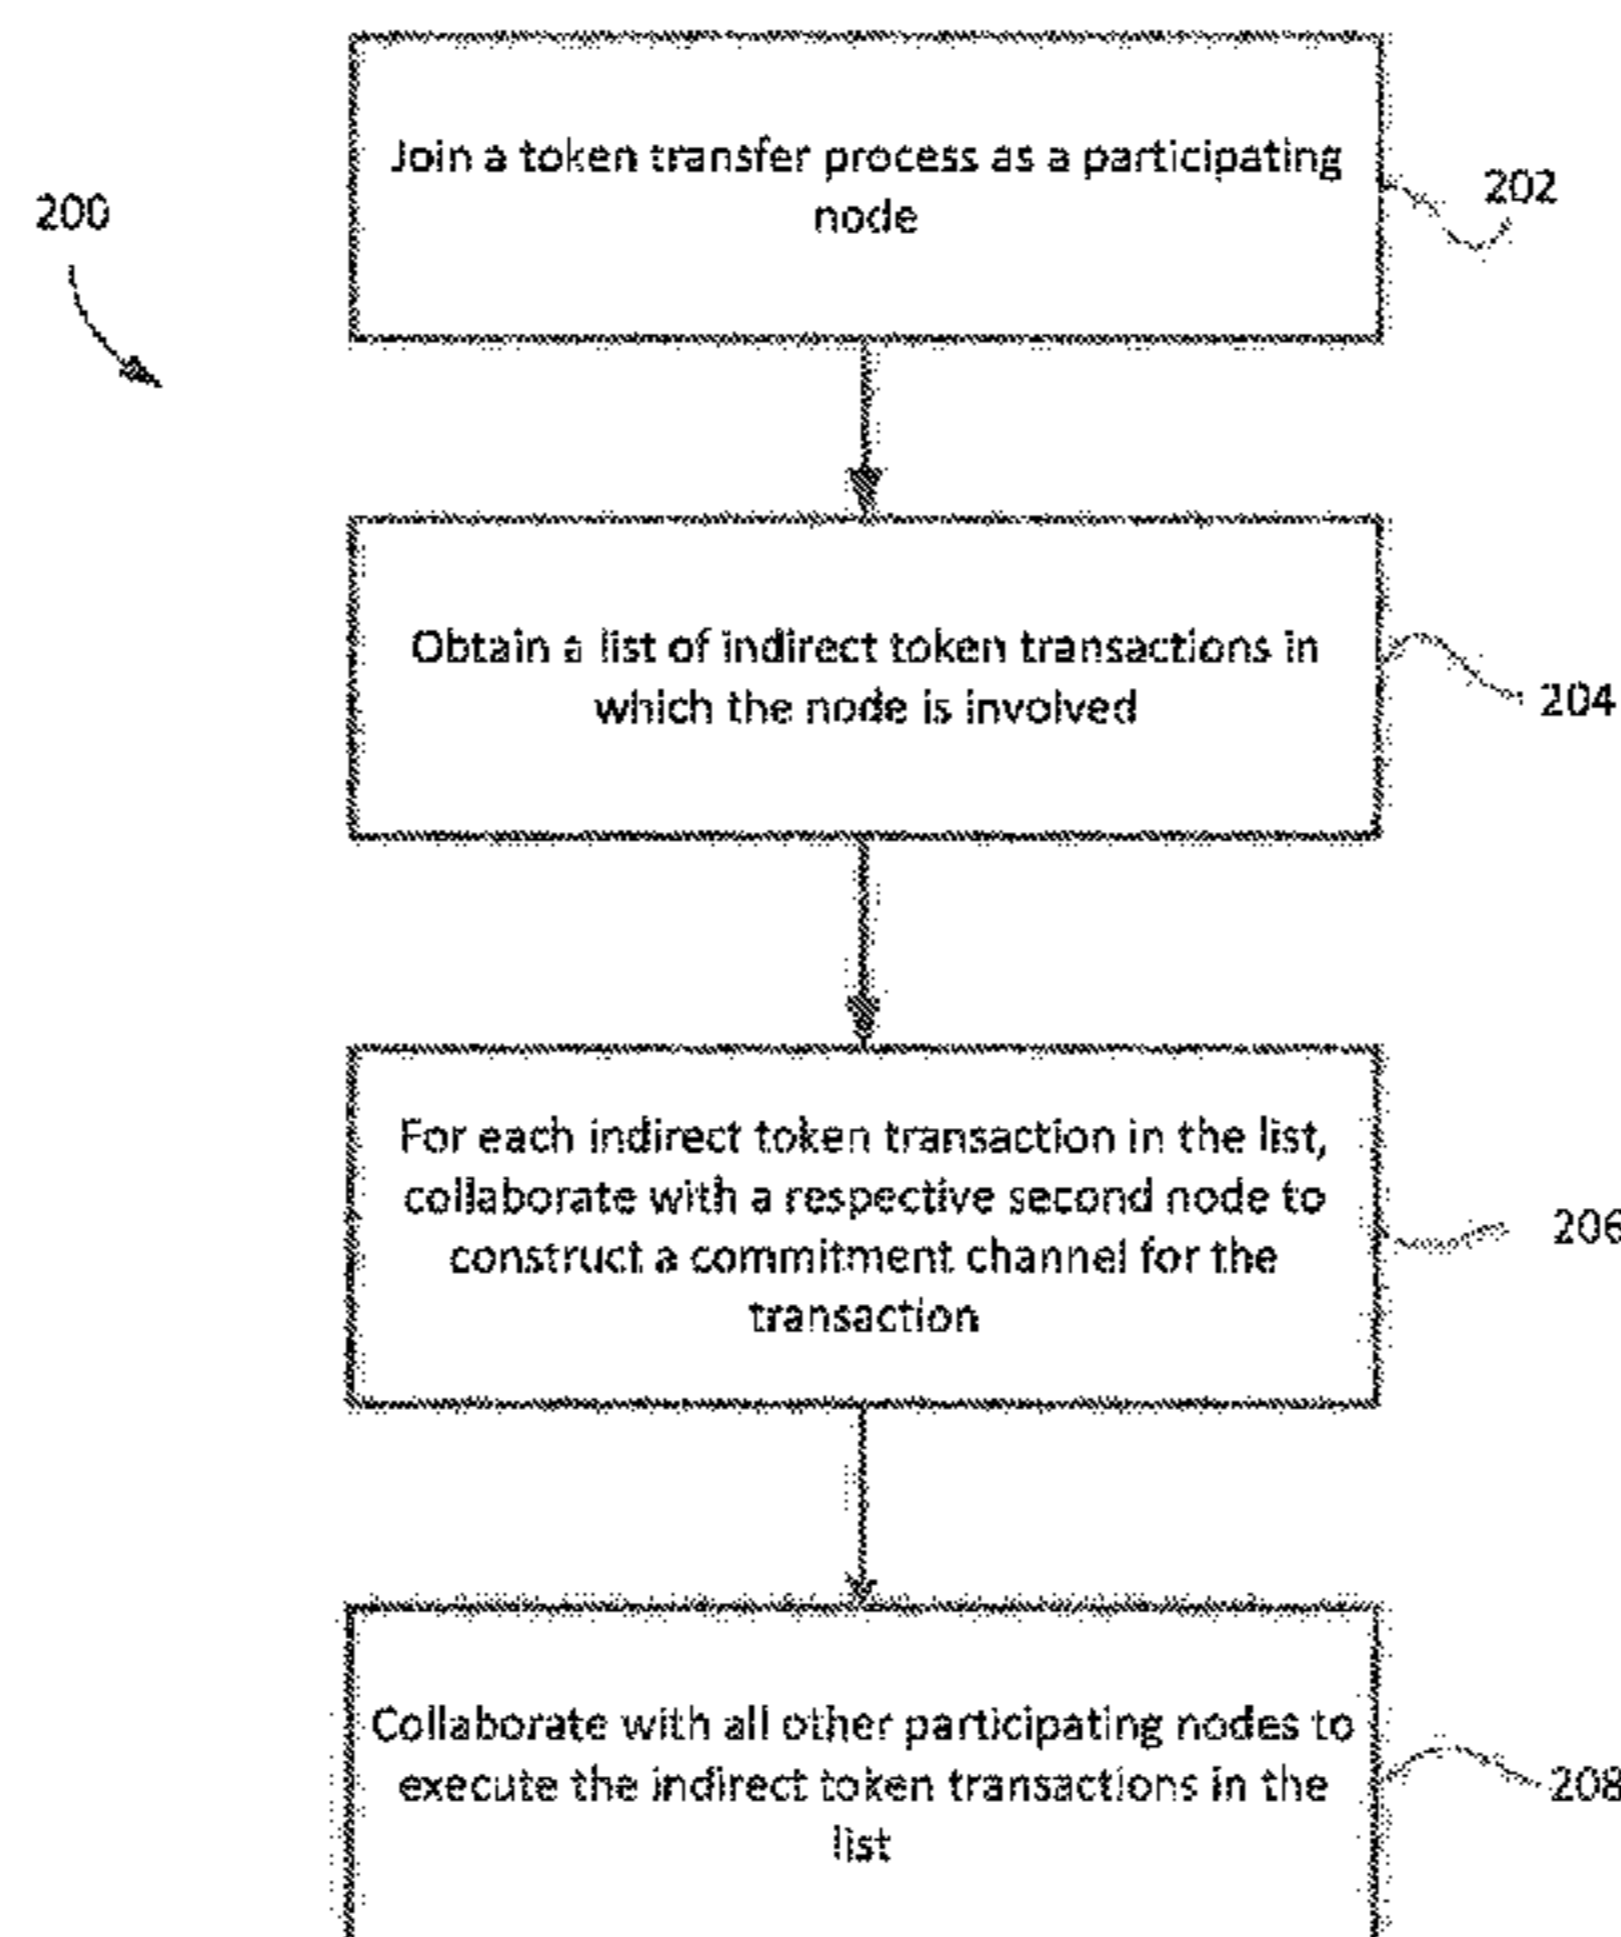 Join a token transfer process as a participating
node
200
202
Obtain a list of indirect token transactions in
which the node is involved
204
For each indirect token transaction in the list,
collaborate with a respective second node to
construct a commitment channel for the
transaction
206
Collaborate with all other participating nodes to
execute the indirect token transactions in the
list
208